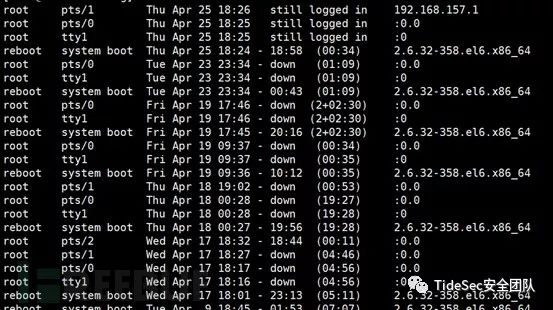 root     pts/1        Thu Apr 25 18:26   still logged in    192.168.157.1
root     pts/0        Thu Apr 25 18:25   still logged in    :0.0
root     tty1         Thu Apr 25 18:25   still logged in    :0
reboot   system boot  Thu Apr 25 18:24 - 18:58  (00:34)     2.6.32-358.el6.x86_64
root     pts/0        Tue Apr 23 23:34 - down   (01:09)     :0.0
root     tty1         Tue Apr 23 23:34 - down   (01:09)     :0
reboot   system boot  Tue Apr 23 23:34 - 00:43  (01:09)     2.6.32-358.el6.x86_64
root     pts/0        Fri Apr 19 17:46 - down  (2+02:30)    :0.0
root     tty1         Fri Apr 19 17:46 - down  (2+02:30)    :0
reboot   system boot  Fri Apr 19 17:45 - 20:16 (2+02:30)    2.6.32-358.el6.x86_64
root     pts/0        Fri Apr 19 09:37 - down   (00:34)     :0.0
root     tty1         Fri Apr 19 09:37 - down   (00:35)     :0
reboot   system boot  Fri Apr 19 09:36 - 10:12  (00:35)     2.6.32-358.el6.x86_64
root     pts/1        Thu Apr 18 19:02 - down   (00:53)     :0.0
root     pts/0        Thu Apr 18 00:28 - down   (19:27)     :0.0
root     tty1         Thu Apr 18 00:28 - down   (19:28)     :0
reboot   system boot  Thu Apr 18 00:27 - 19:56  (19:28)     2.6.32-358.el6.x86_64
root     pts/2        Wed Apr 17 18:32 - 18:44  (00:11)     :0.0
root     pts/1        Wed Apr 17 18:27 - down   (04:46)     :0.0
root     pts/0        Wed Apr 17 18:17 - down   (04:56)     :0.0
root     tty1         Wed Apr 17 18:16 - down   (04:56)     :0
reboot   system boot  Wed Apr 17 18:01 - 23:13  (05:11)     2.6.32-358.el6.x86_64
reboot   system boot  Tue Apr  9 18:45 - 01:53  (07:07)     2.6.32-358.el6.x86_64
TideSec安全团队